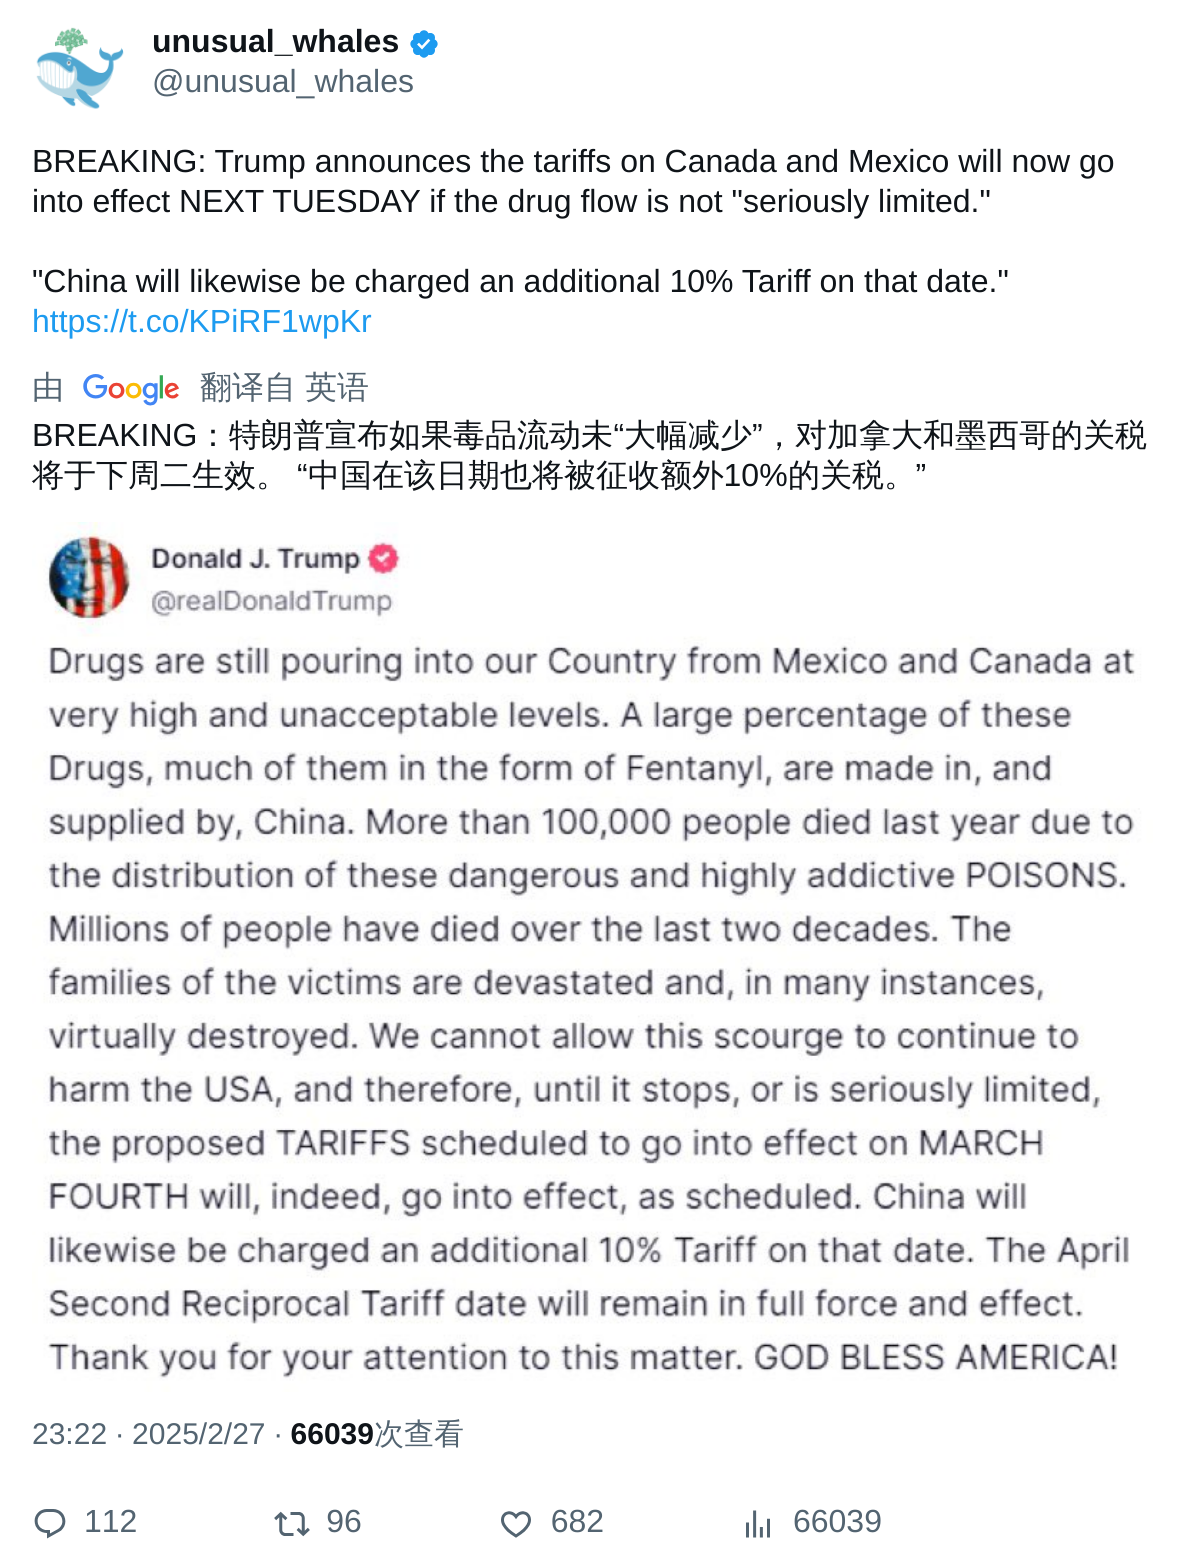 unusual_whales
@unusual_whales
BREAKING: Trump announces the tariffs on Canada and Mexico will now go
into effect NEXT TUESDAY if the drug flow is not "seriously limited."
"China will likewise be charged an additional 10% Tariff on that date."
https://t.co/KPiRF1wpKr
由 Google 翻译自 英语
BREAKING：特朗普宣布如果毒品流动未“大幅减少”，对加拿大和墨西哥的关税
将于下周二生效。 “中国在该日期也将被征收额外10%的关税。”
Donald J. Trump
@realDonaldTrump
Drugs are still pouring into our Country from Mexico and Canada at
very high and unacceptable levels. A large percentage of these
Drugs, much of them in the form of Fentanyl, are made in, and
supplied by, China. More than 100,000 people died last year due to
the distribution of these dangerous and highly addictive POISONS.
Millions of people have died over the last two decades. The
families of the victims are devastated and, in many instances,
virtually destroyed. We cannot allow this scourge to continue to
harm the USA, and therefore, until it stops, or is seriously limited,
the proposed TARIFFS scheduled to go into effect on MARCH
FOURTH will, indeed, go into effect, as scheduled. China will
likewise be charged an additional 10% Tariff on that date. The April
Second Reciprocal Tariff date will remain in full force and effect.
Thank you for your attention to this matter. GOD BLESS AMERICA!
23:22 · 2025/2/27 · 66039次查看
112 96 682 66039